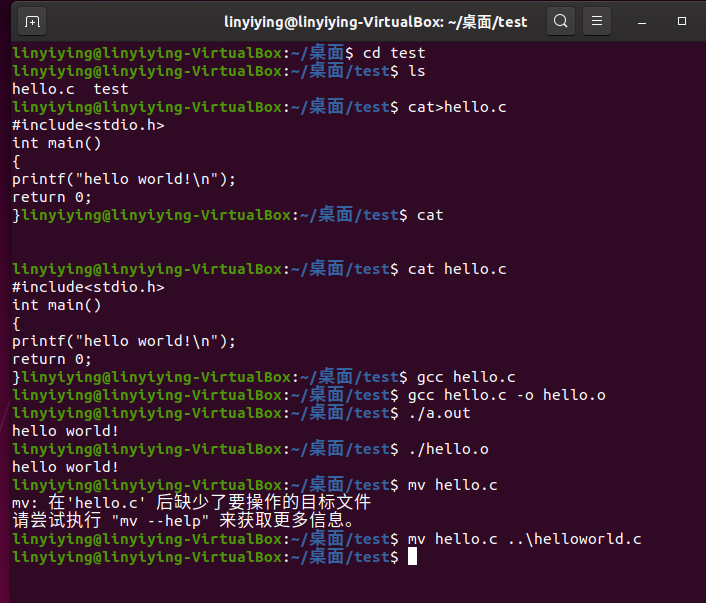 linyiying@linyiying-VirtualBox: ~/桌面/test
linyiying@linyiying-VirtualBox:~/桌面$ cd test
linyiying@linyiying-VirtualBox:~/桌面/test$ ls
hello.c  test
linyiying@linyiying-VirtualBox:~/桌面/test$ cat>hello.c
#include<stdio.h>
int main()
{
printf("hello world!\n");
return 0;
}linyiying@linyiying-VirtualBox:~/桌面/test$ cat
linyiying@linyiying-VirtualBox:~/桌面/test$ cat hello.c
#include<stdio.h>
int main()
{
printf("hello world!\n");
return 0;
}linyiying@linyiying-VirtualBox:~/桌面/test$ gcc hello.c
linyiying@linyiying-VirtualBox:~/桌面/test$ gcc hello.c -o hello.o
linyiying@linyiying-VirtualBox:~/桌面/test$ ./a.out
hello world!
linyiying@linyiying-VirtualBox:~/桌面/test$ ./hello.o
hello world!
linyiying@linyiying-VirtualBox:~/桌面/test$ mv hello.c
mv: 在'hello.c' 后缺少了要操作的目标文件
请尝试执行 "mv --help" 来获取更多信息。
linyiying@linyiying-VirtualBox:~/桌面/test$ mv hello.c ..\helloworld.c
linyiying@linyiying-VirtualBox:~/桌面/test$